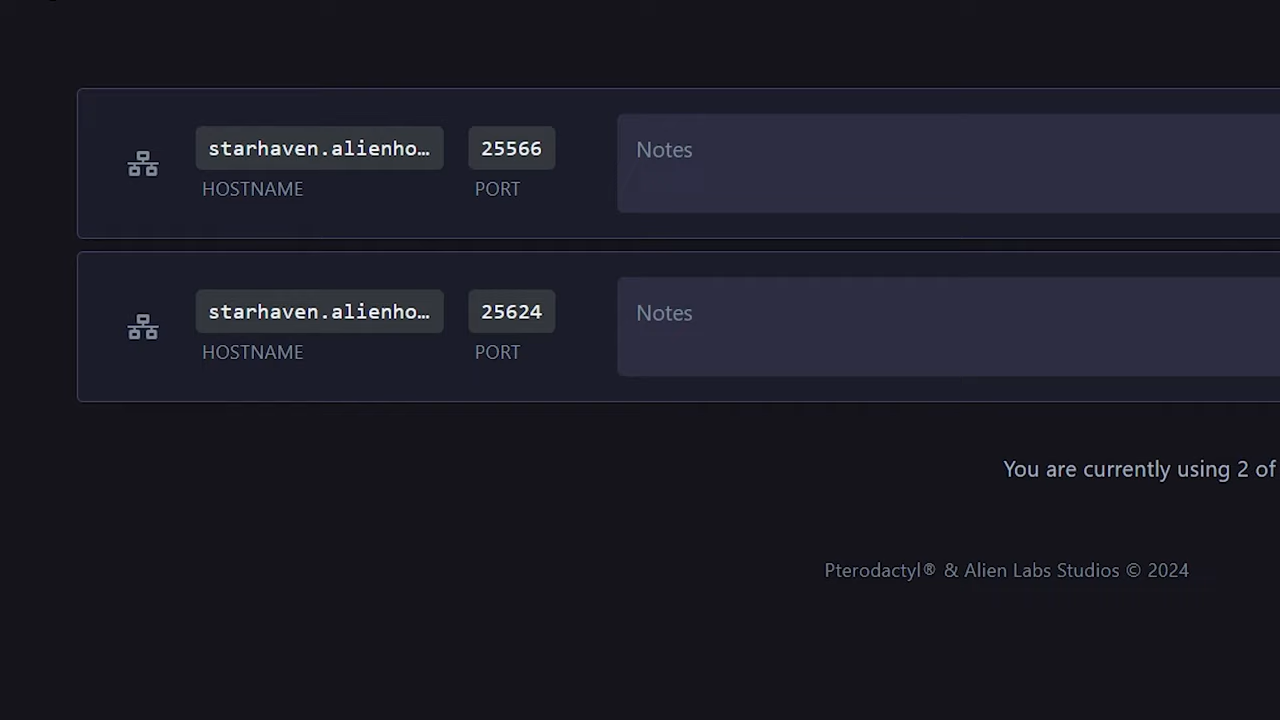 starhaven.alienho… 25566 Notes
HOSTNAME PORT
starhaven.alienho… 25624 Notes
HOSTNAME PORT
You are currently using 2 of
Pterodactyl® & Alien Labs Studios © 2024